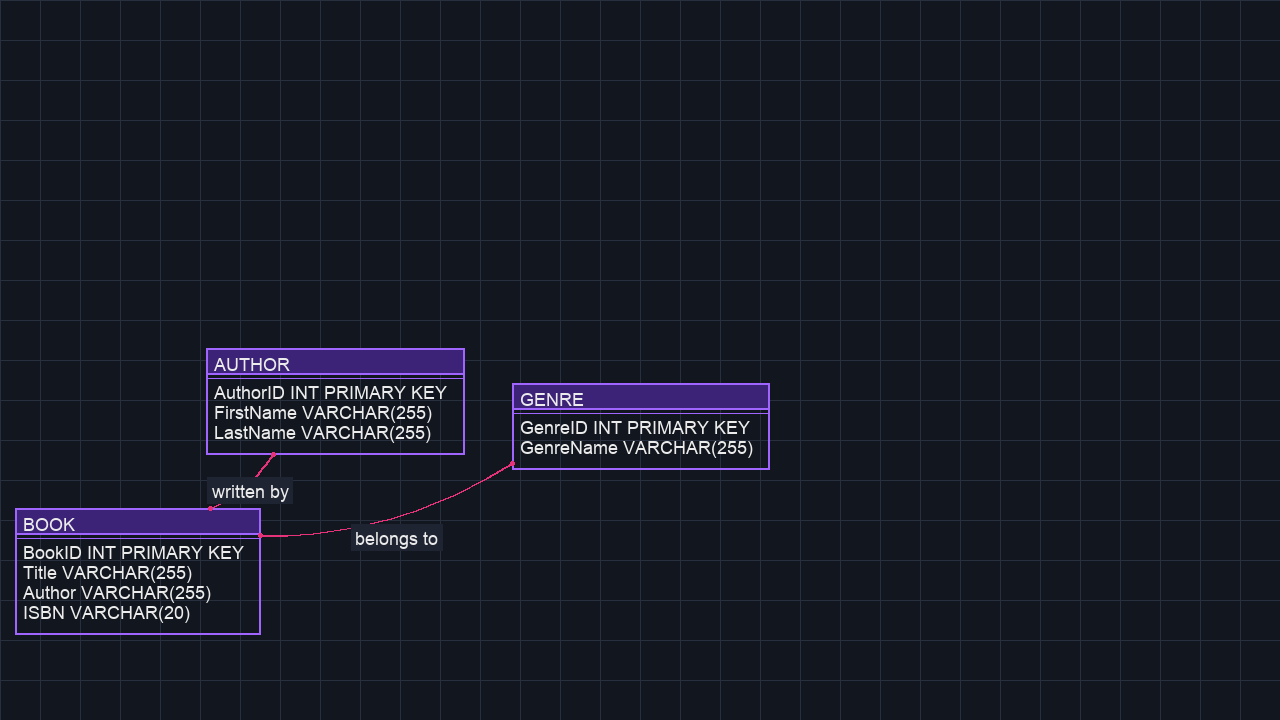 AUTHOR
AuthorID INT PRIMARY KEY
FirstName VARCHAR(255)
LastName VARCHAR(255)
GENRE
GenreID INT PRIMARY KEY
GenreName VARCHAR(255)
written by
BOOK
BookID INT PRIMARY KEY
Title VARCHAR(255)
Author VARCHAR(255)
ISBN VARCHAR(20)
belongs to